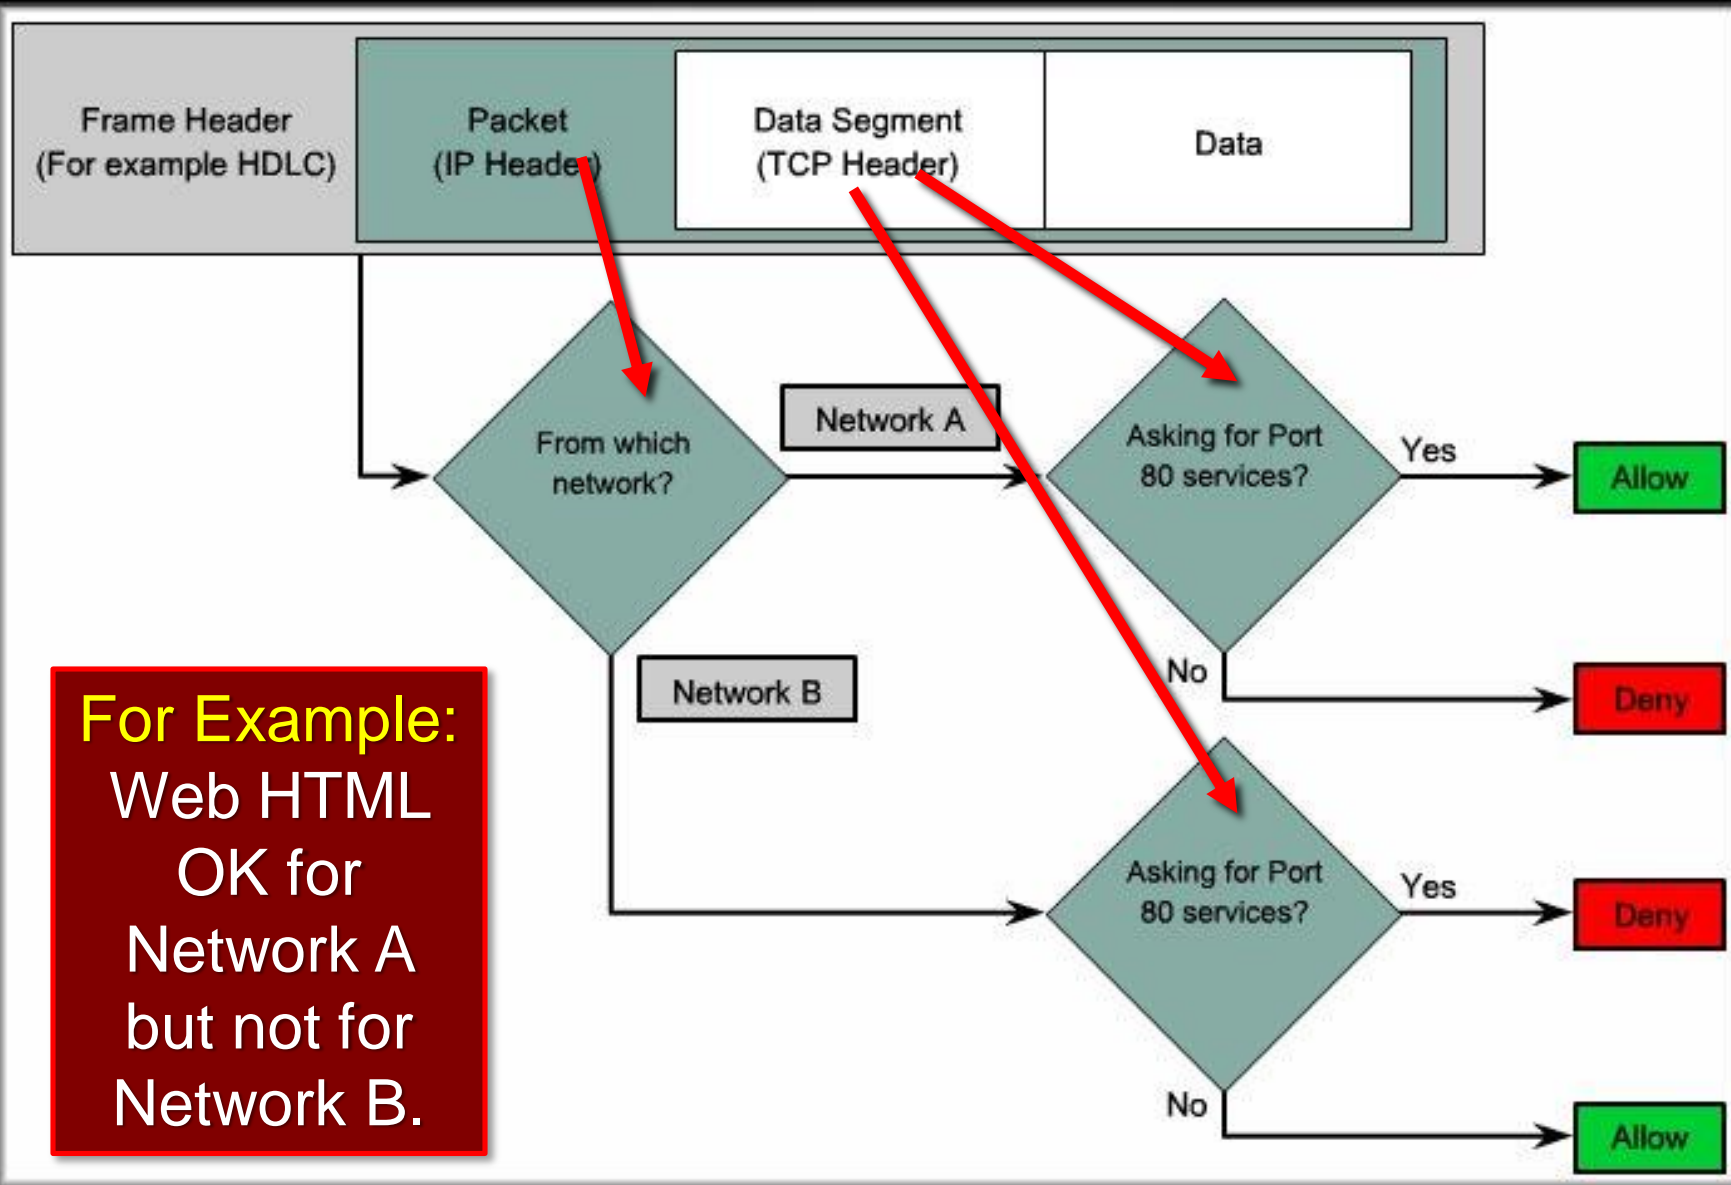 Frame Header
(For example HDLC)
Packet
(IP Header)
Data Segment
(TCP Header)
Data
From which
network?
Network A
Asking for Port
80 services?
Yes
Allow
No
Deny
Network B
Asking for Port
80 services?
Yes
Deny
No
Allow
For Example:
Web HTML
OK for
Network A
but not for
Network B.